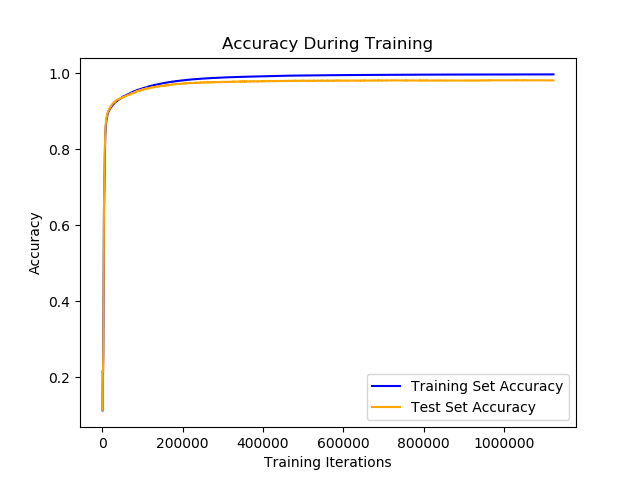 Accuracy During Training
1.0
0.8
0.6
0.4
0.2
Accuracy
0 200000 400000 600000 800000 1000000
Training Iterations
Training Set Accuracy
Test Set Accuracy